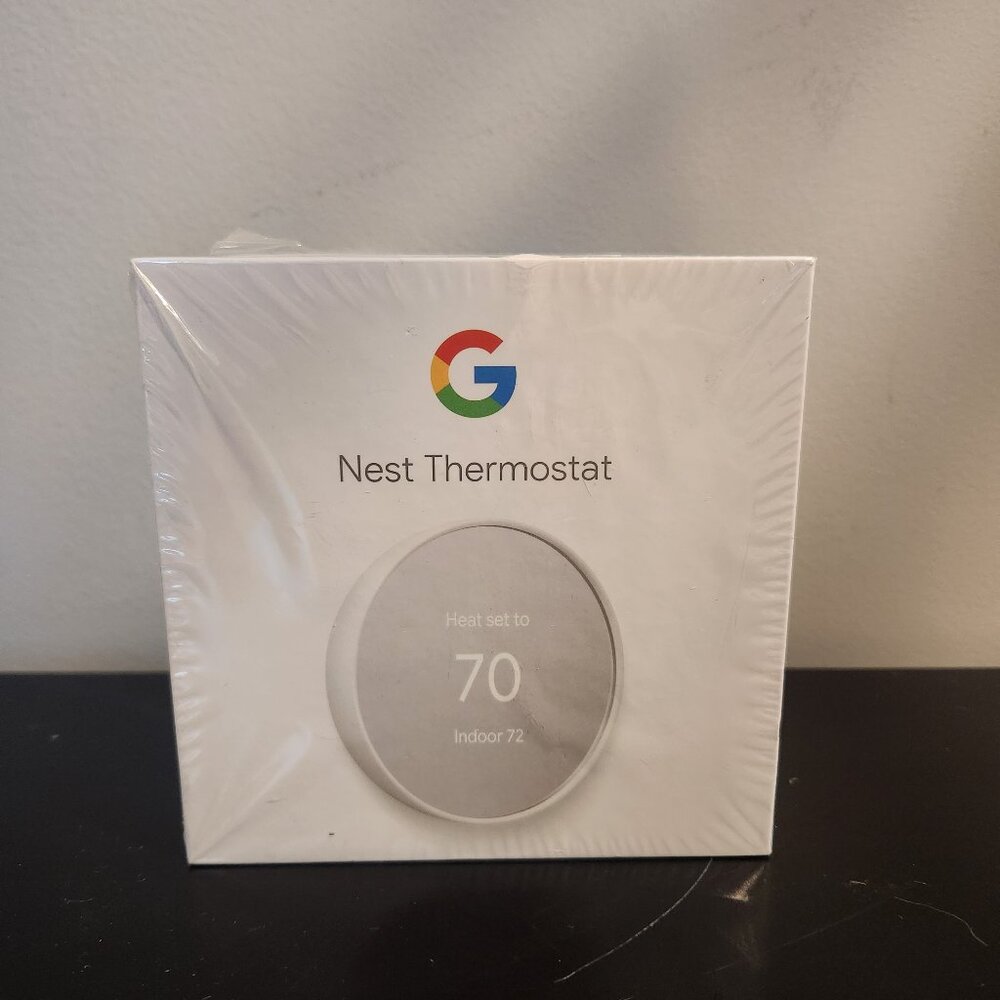 G
Nest Thermostat
Heat set to
70
Indoor 72